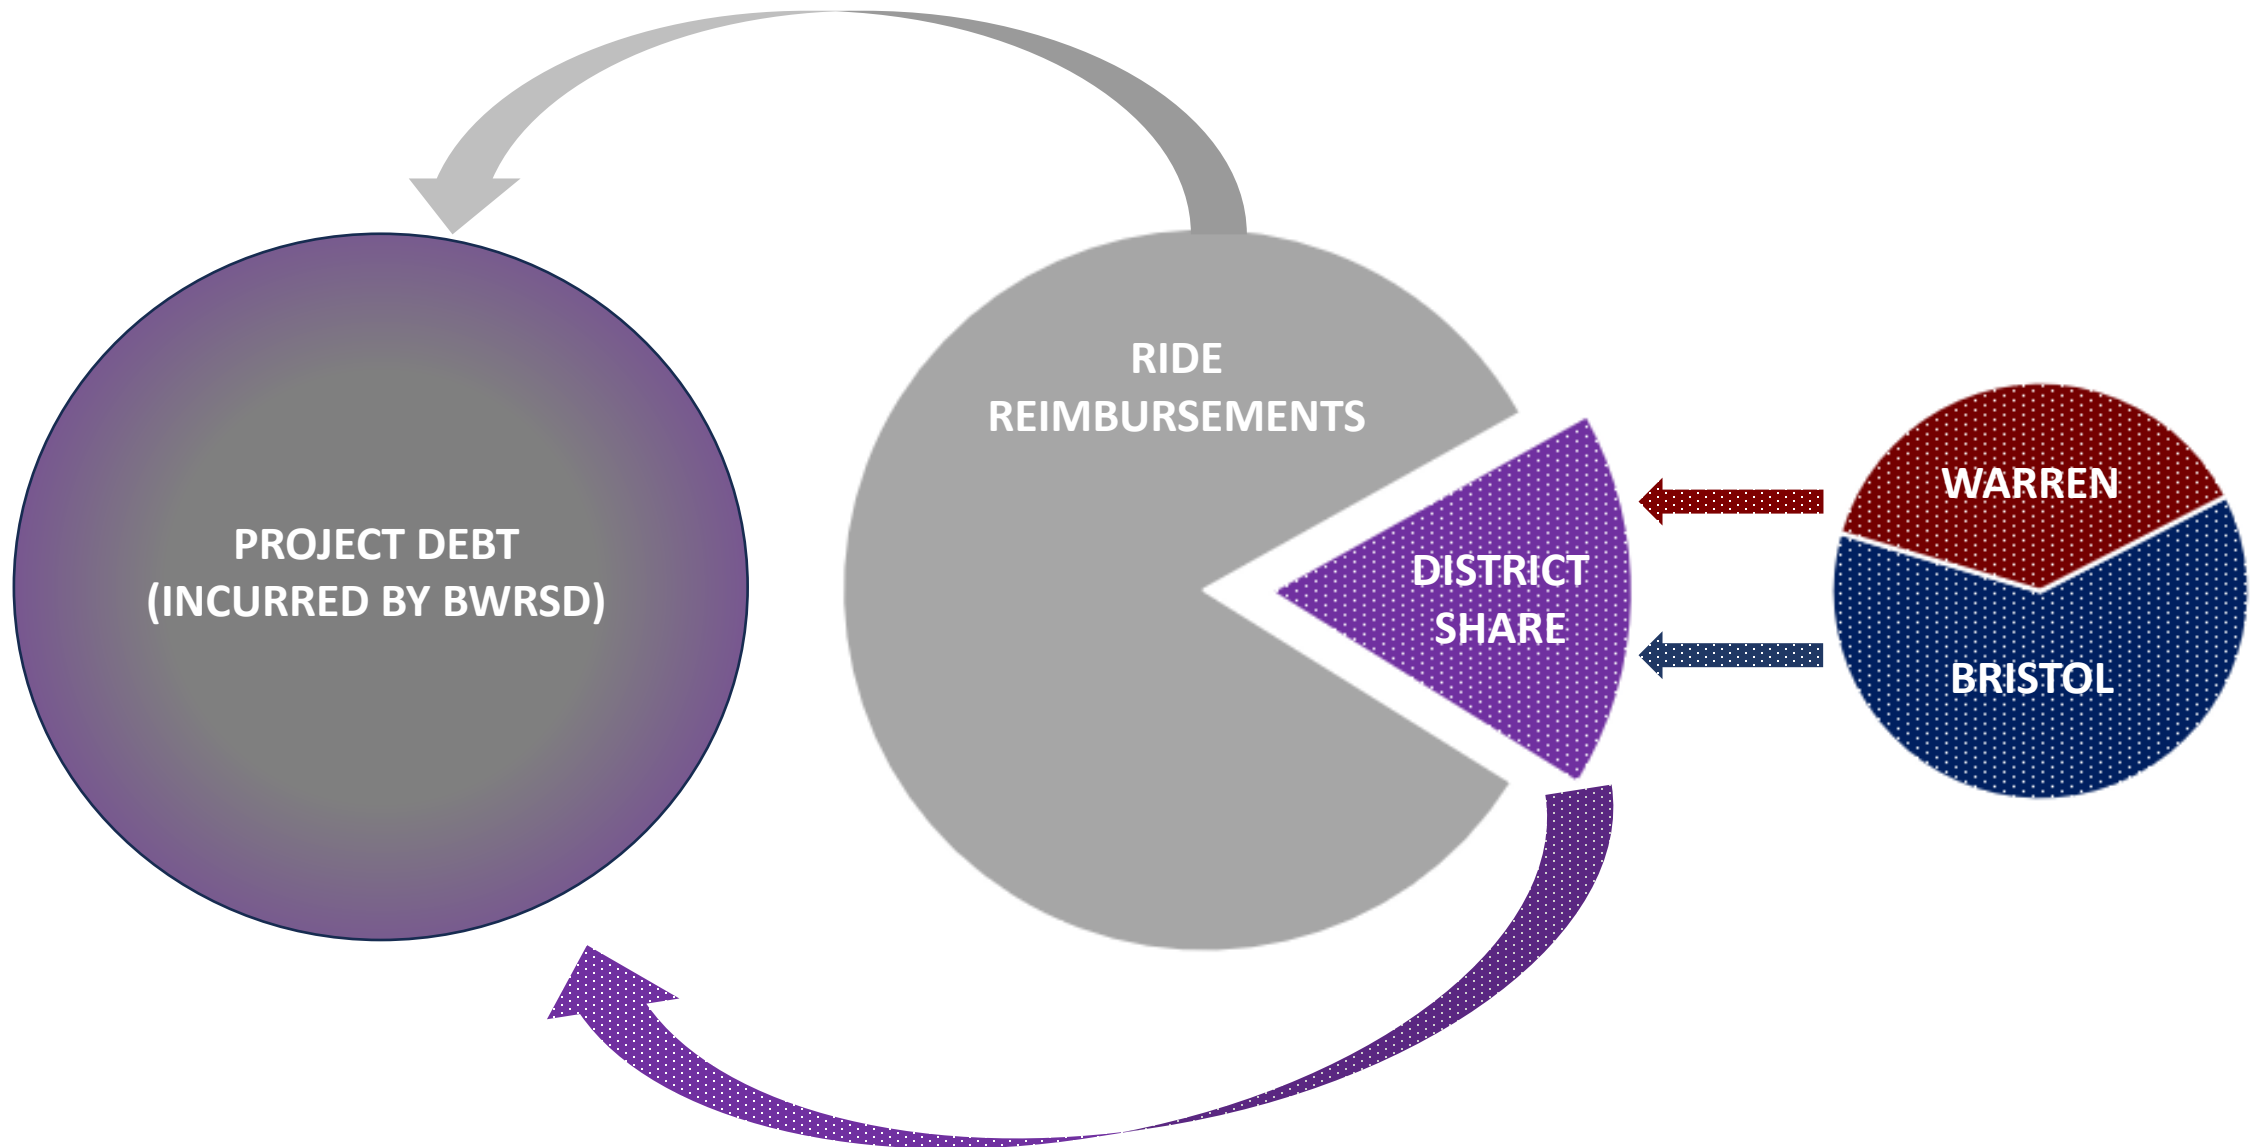 PROJECT DEBT
(INCURRED BY BWRSD)
RIDE
REIMBURSEMENTS
DISTRICT
SHARE
WARREN
BRISTOL